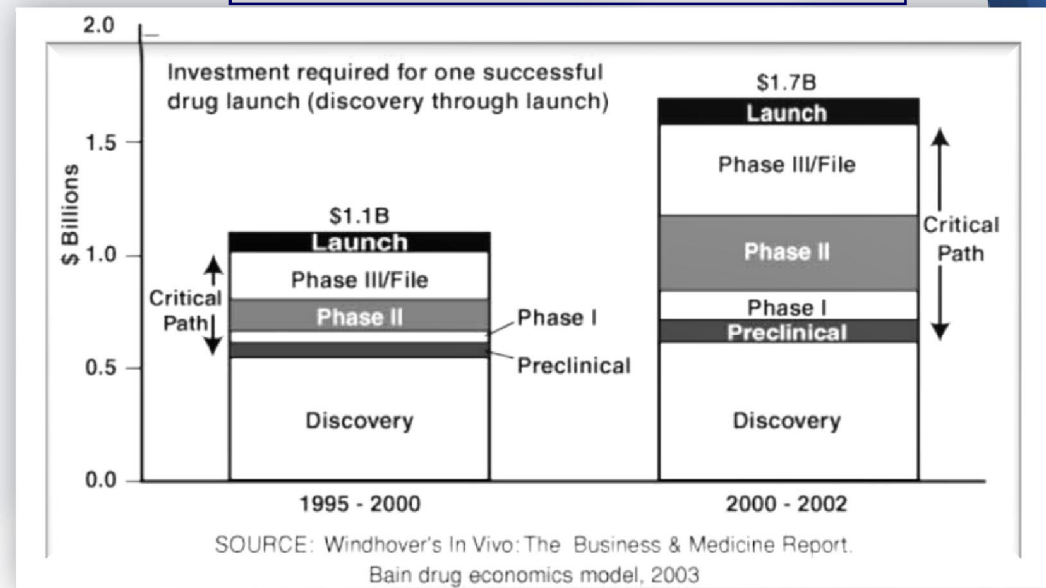 2.0
Investment required for one successful
drug launch (discovery through launch)
$1.7B
Launch
1.5
Phase III/File
$ Billions
$1.1B
Launch
Critical
Path
Phase II
1.0
Phase III/File
Critical
Path
Phase II
Phase I
Phase I
Preclinical
Preclinical
0.5
Discovery
Discovery
0.0
1995 - 2000
2000 - 2002
SOURCE: Windhover's In Vivo: The Business & Medicine Report.
Bain drug economics model, 2003